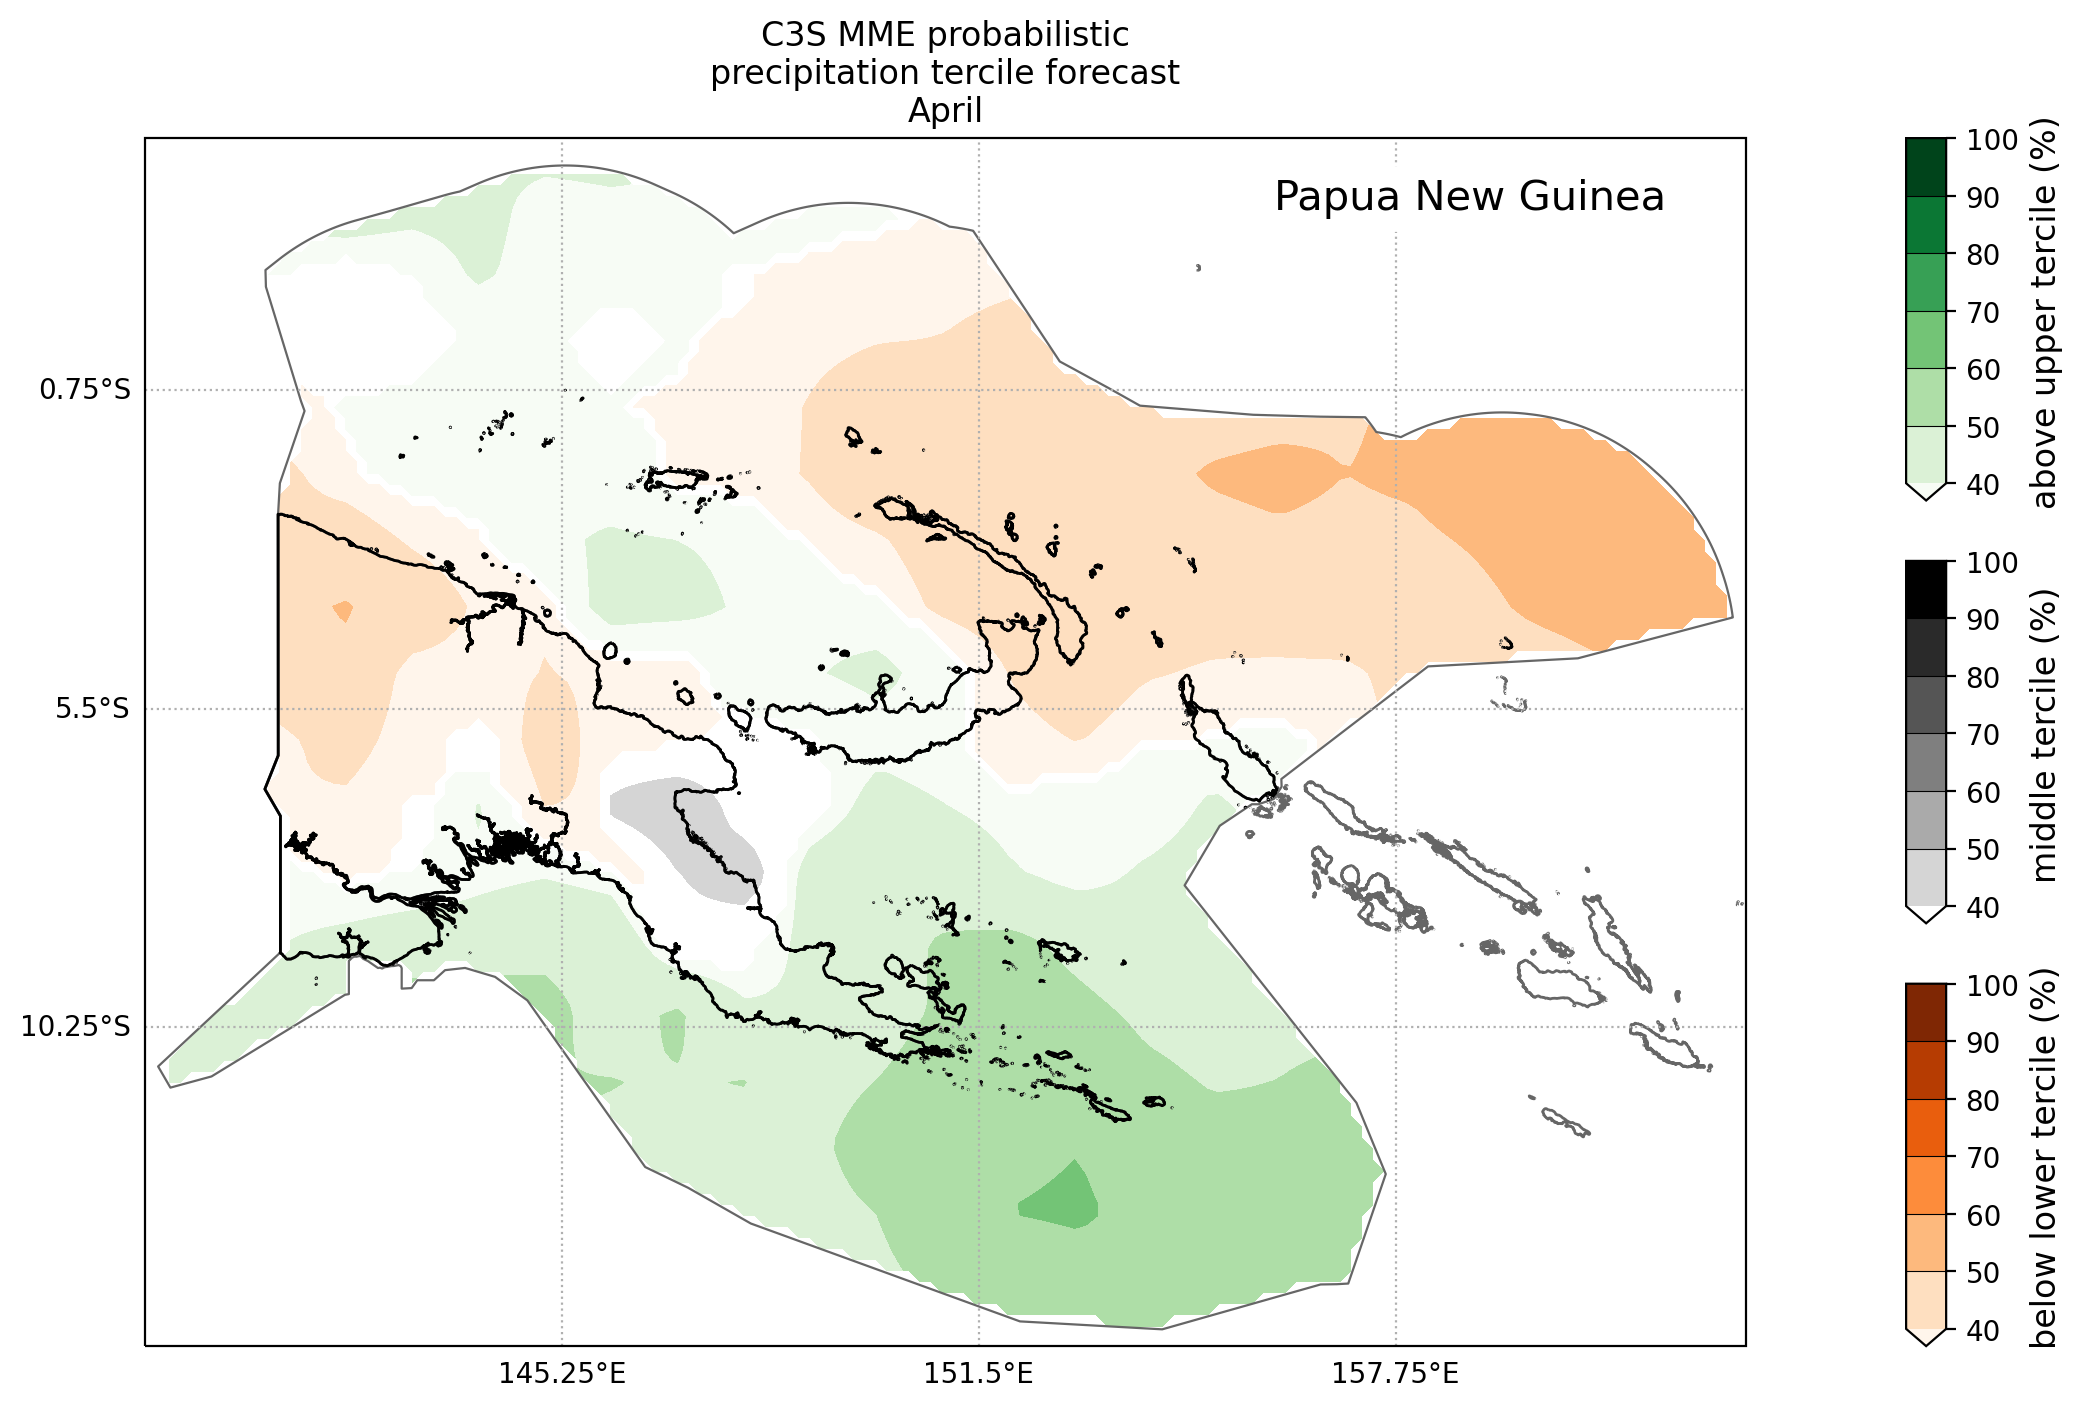 C3S MME probabilistic
precipitation tercile forecast
April
Papua New Guinea
0.75°S
5.5°S
10.25°S
145.25°E
151.5°E
157.75°E
100
90
80
70
60
50
40
above upper tercile (%)
100
90
80
70
60
50
40
middle tercile (%)
100
90
80
70
60
50
40
below lower tercile (%)